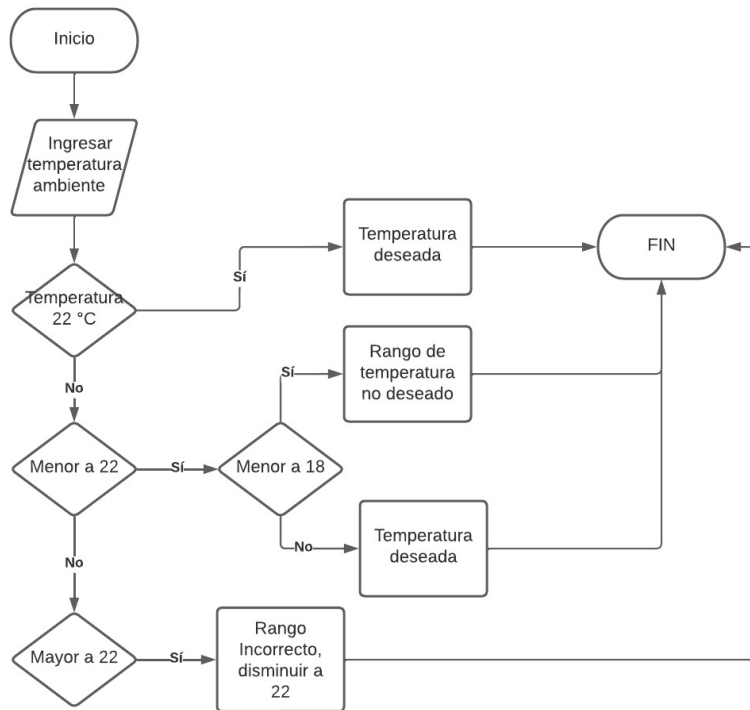 Inicio
Ingresar
temperatura
ambiente
Temperatura
deseada
FIN
Sí
Temperatura
22 °C
Rango de
temperatura
no deseado
Sí
No
Menor a 22
Sí
Menor a 18
Temperatura
deseada
No
No
Rango
Incorrecto,
disminuir a
22
Mayor a 22
Sí